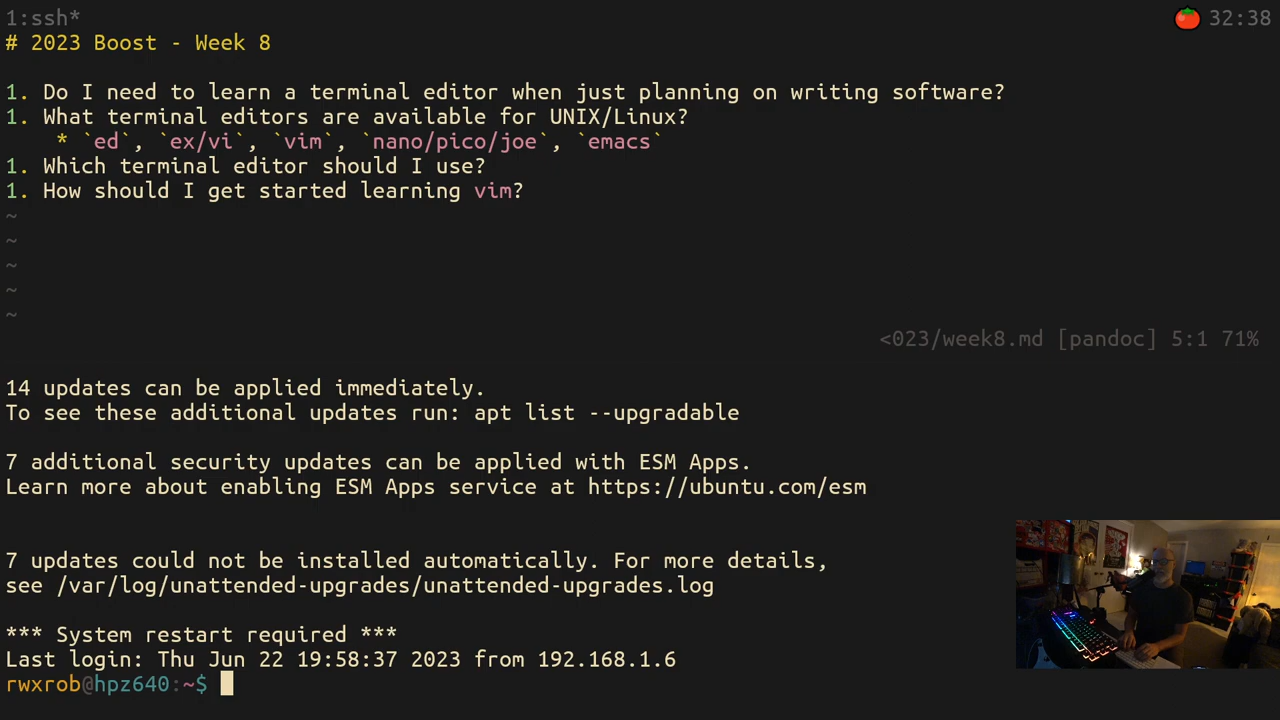 1:ssh*
🍅 32:38
# 2023 Boost - Week 8
1. Do I need to learn a terminal editor when just planning on writing software?
1. What terminal editors are available for UNIX/Linux?
* `ed`, `ex/vi`, `vim`, `nano/pico/joe`, `emacs`
1. Which terminal editor should I use?
1. How should I get started learning vim?
~
~
~
~
~
<023/week8.md [pandoc] 5:1 71%
14 updates can be applied immediately.
To see these additional updates run: apt list --upgradable
7 additional security updates can be applied with ESM Apps.
Learn more about enabling ESM Apps service at https://ubuntu.com/esm
7 updates could not be installed automatically. For more details,
see /var/log/unattended-upgrades/unattended-upgrades.log
*** System restart required ***
Last login: Thu Jun 22 19:58:37 2023 from 192.168.1.6
rwxrob@hpz640:~$